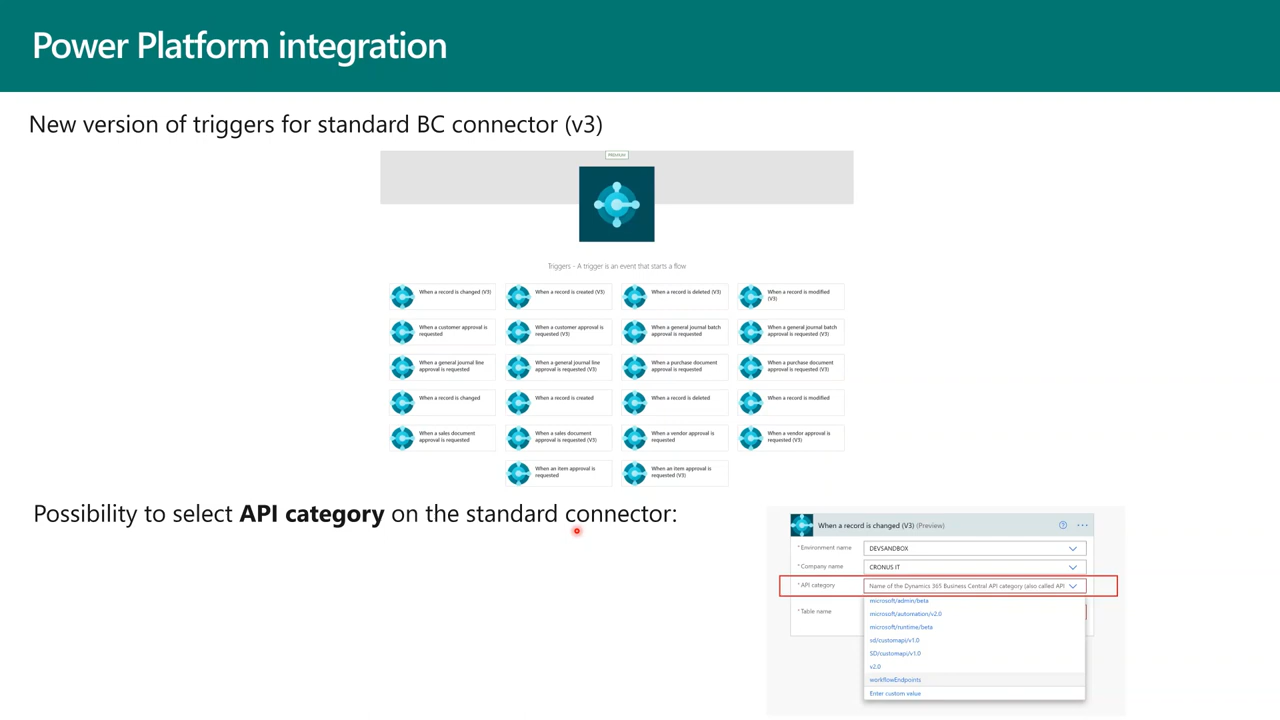 Power Platform integration
New version of triggers for standard BC connector (v3)
PREMIUM
Triggers - A trigger is an event that starts a flow
When a record is changed (V3)
When a record is created (V3)
When a record is deleted (V3)
When a record is modified
(V3)
When a customer approval is
requested
When a customer approval is
requested (V3)
When a general journal batch
approval is requested
When a general journal batch
approval is requested (V3)
When a general journal line
approval is requested
When a general journal line
approval is requested (V3)
When a purchase document
approval is requested
When a purchase document
approval is requested (V3)
When a record is changed
When a record is created
When a record is deleted
When a record is modified
When a sales document
approval is requested
When a sales document
approval is requested (V3)
When a vendor approval is
requested
When a vendor approval is
requested (V3)
When an item approval is
requested
When an item approval is
requested (V3)
Possibility to select API category on the standard connector:
When a record is changed (V3) (Preview)
* Environment name
DEVSANDBOX
* Company name
CRONUS IT
* API category
Name of the Dynamics 365 Business Central API category (also called API
* Table name
microsoft/admin/beta
microsoft/automation/v2.0
microsoft/runtime/beta
sd/customapi/v1.0
SD/customapi/v1.0
v2.0
workflowEndpoints
Enter custom value